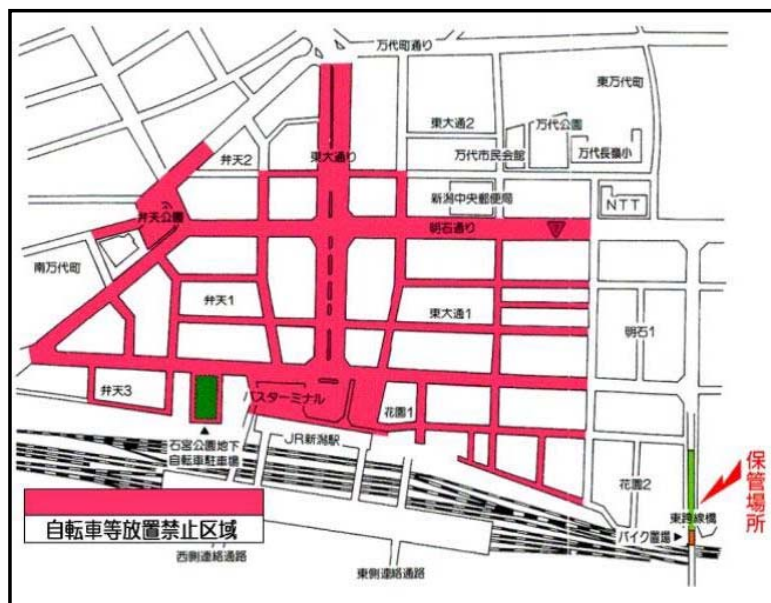 万代町通り
東万代町
東大通2
万代公園
弁天2
東大通り
万代市民会館
万代長嶺小
新潟中央郵便局
NTT
弁天公園
明石通り
7
南万代町
弁天1
東大通1
明石1
弁天3
バスターミナル
花園1
石宮公園地下
自転車駐車場
JR新潟駅
花園2
保管場所
東跨線橋
バイク置場
自転車等放置禁止区域
西側連絡通路
東側連絡通路